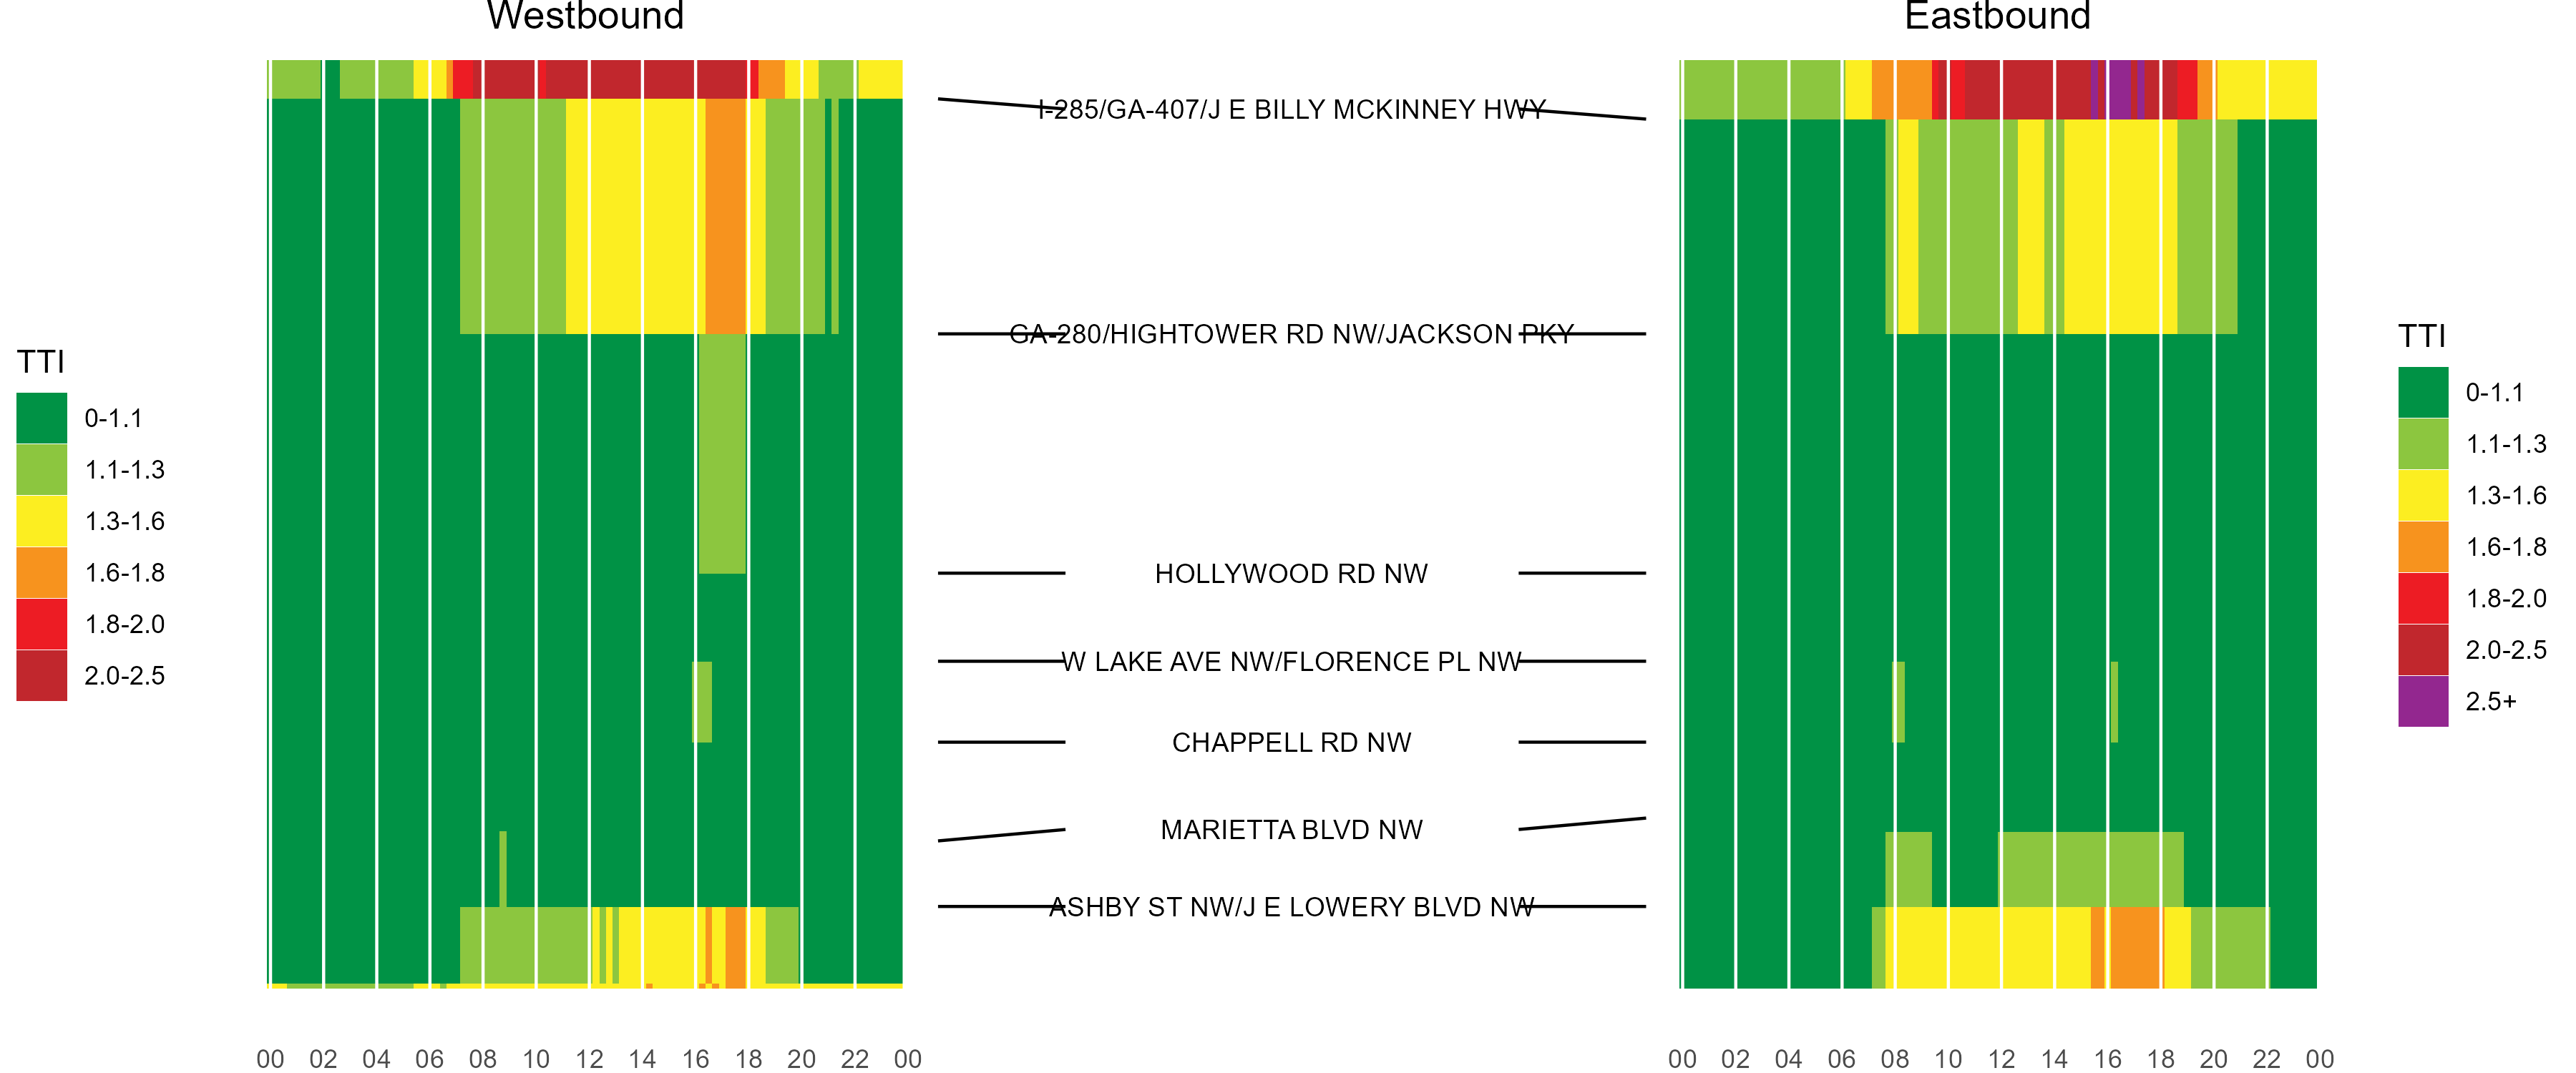 Westbound
Eastbound
I-285/GA-407/J E BILLY MCKINNEY HWY
GA-280/HIGHTOWER RD NW/JACKSON PKY
HOLLYWOOD RD NW
W LAKE AVE NW/FLORENCE PL NW
CHAPPELL RD NW
MARIETTA BLVD NW
ASHBY ST NW/J E LOWERY BLVD NW
TTI
0-1.1
1.1-1.3
1.3-1.6
1.6-1.8
1.8-2.0
2.0-2.5
TTI
0-1.1
1.1-1.3
1.3-1.6
1.6-1.8
1.8-2.0
2.0-2.5
2.5+
00 02 04 06 08 10 12 14 16 18 20 22 00
00 02 04 06 08 10 12 14 16 18 20 22 00